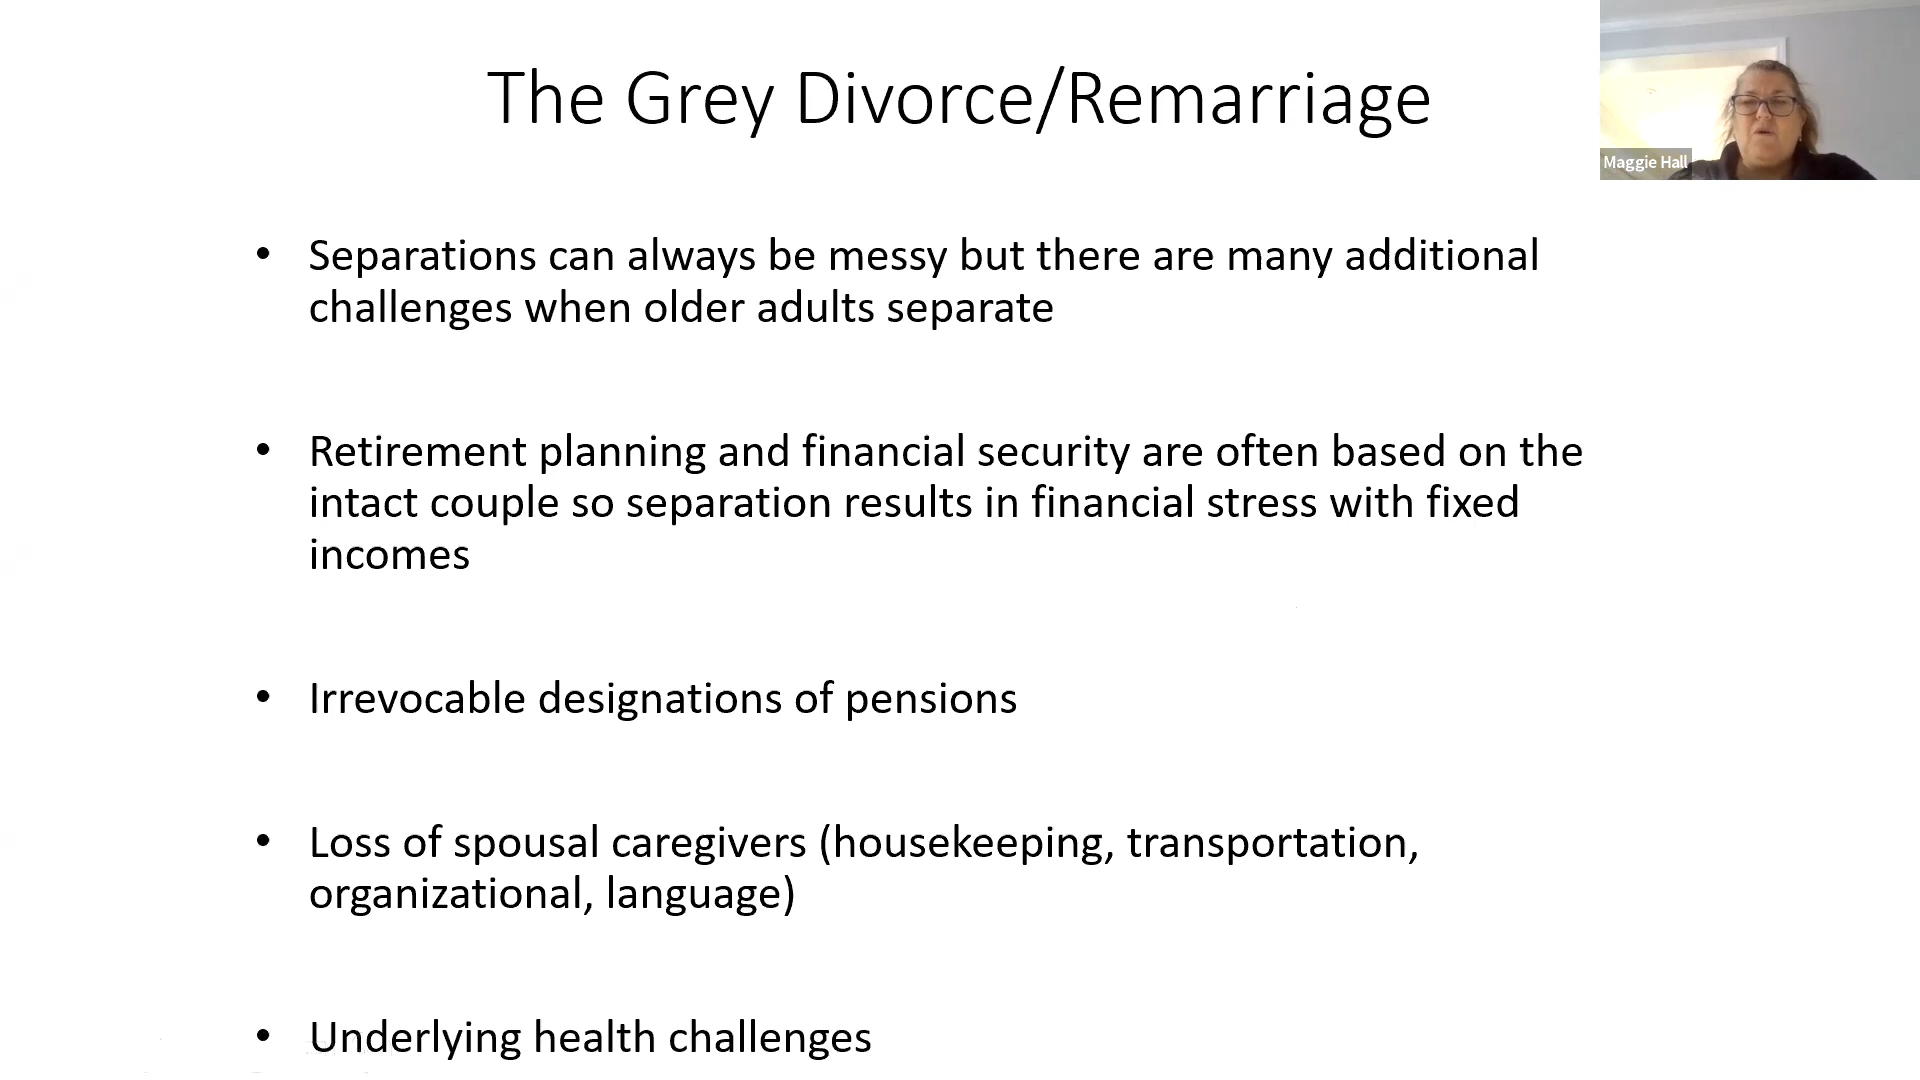 The Grey Divorce/Remarriage
Maggie Hall
• Separations can always be messy but there are many additional
challenges when older adults separate
• Retirement planning and financial security are often based on the
intact couple so separation results in financial stress with fixed
incomes
• Irrevocable designations of pensions
• Loss of spousal caregivers (housekeeping, transportation,
organizational, language)
• Underlying health challenges